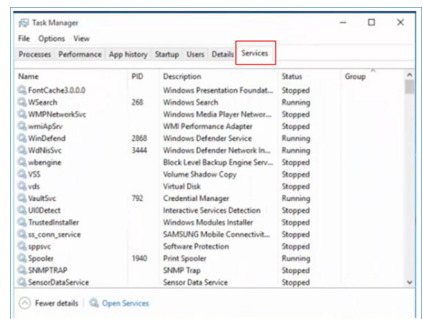 Task Manager
File Options View
Processes Performance App history Startup Users Details Services
Name PID Description Status Group
FontCache3.0.0.0 Windows Presentation Foundat... Stopped
WSearch 268 Windows Search Running
WMPNetworkSvc Windows Media Player Networ... Stopped
wmiApSrv WMI Performance Adapter Stopped
WinDefend 2868 Windows Defender Service Running
WdNisSvc 3444 Windows Defender Network In... Running
wbengine Block Level Backup Engine Serv... Stopped
VSS Volume Shadow Copy Stopped
vds Virtual Disk Stopped
VaultSvc 792 Credential Manager Running
UI0Detect Interactive Services Detection Stopped
TrustedInstaller Windows Modules Installer Stopped
ss_conn_service SAMSUNG Mobile Connectivit... Stopped
sppsvc Software Protection Stopped
Spooler 1940 Print Spooler Running
SNMPTRAP SNMP Trap Stopped
SensorDataService Sensor Data Service Stopped
Fewer details Open Services